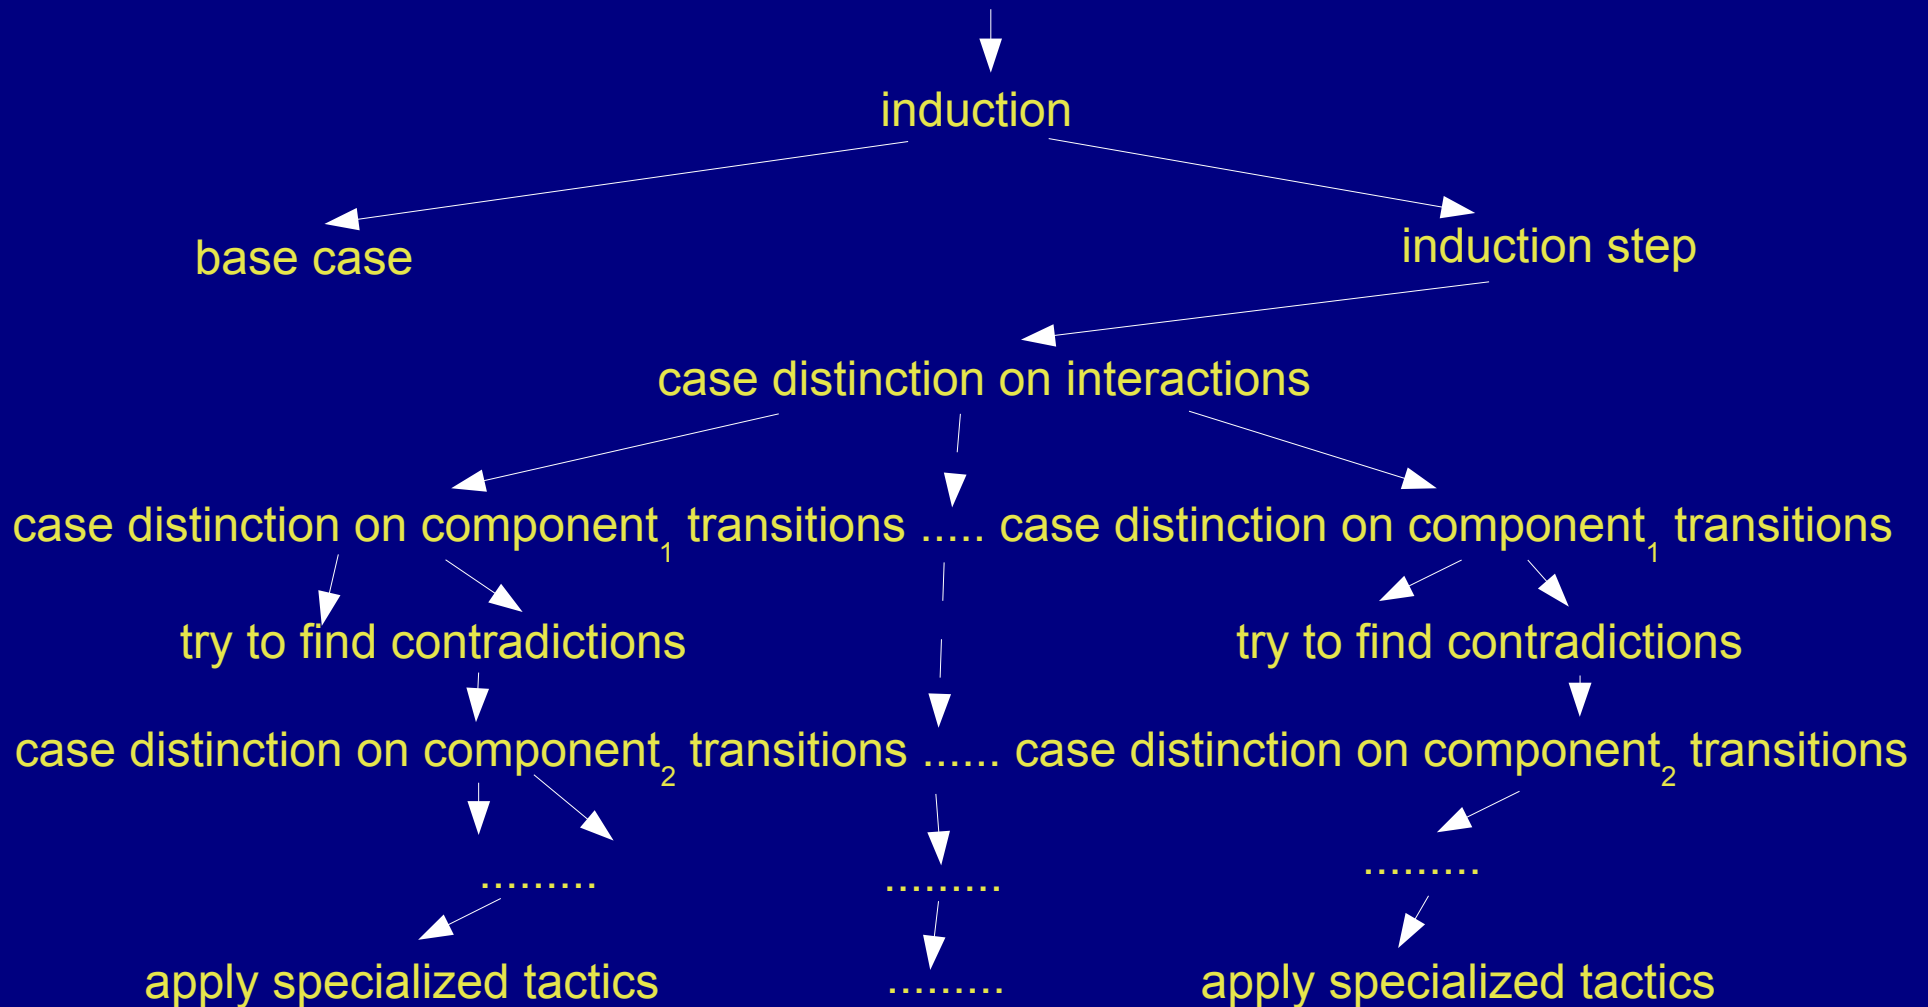 induction
base case
induction step
case distinction on interactions
case distinction on component₁ transitions ..... case distinction on component₁ transitions
try to find contradictions
try to find contradictions
case distinction on component₂ transitions ...... case distinction on component₂ transitions
.........
.........
.........
apply specialized tactics
.........
apply specialized tactics